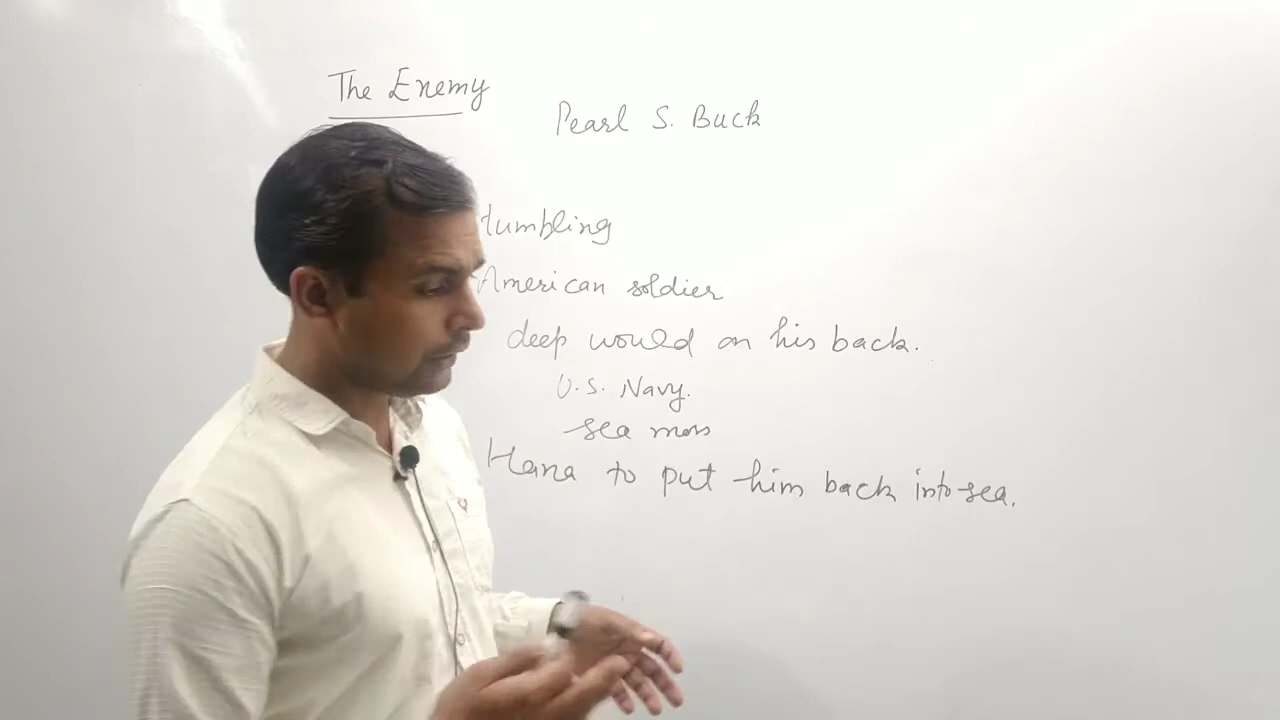 The Enemy
Pearl S. Buck
tumbling
American soldier
deep would on his back.
U.S. Navy.
sea mos
Hana to put him back into sea.